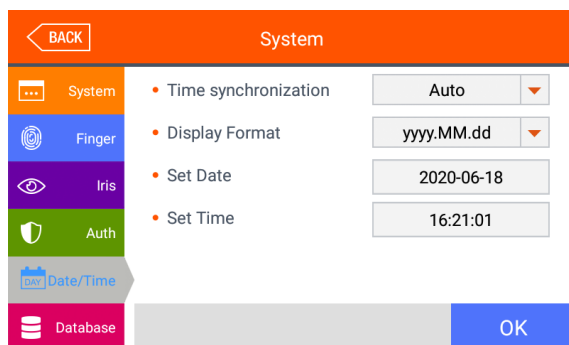 BACK
System
System
Finger
Iris
Auth
DAY Date/Time
Database
• Time synchronization Auto
• Display Format yyyy.MM.dd
• Set Date 2020-06-18
• Set Time 16:21:01
OK